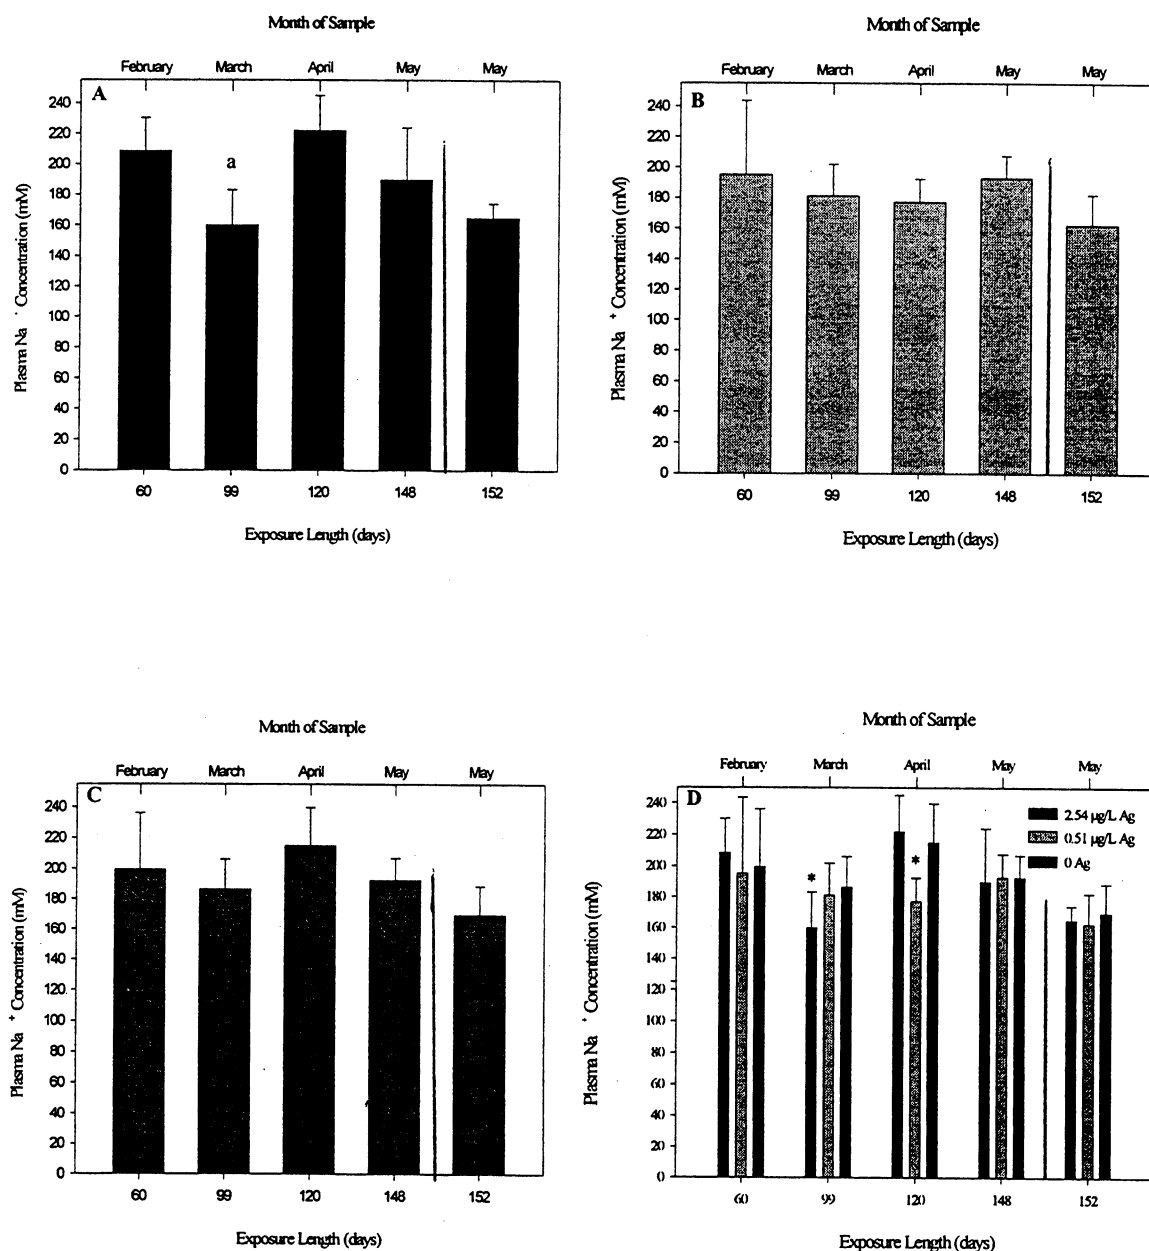 Month of Sample
February March April May May
A
a
240
220
200
180
160
140
120
100
80
60
40
20
0
Plasma Na + Concentration (mM)
60 99 120 148 152
Exposure Length (days)
Month of Sample
February March April May May
B
240
220
200
180
160
140
120
100
80
60
40
20
0
Plasma Na + Concentration (mM)
60 99 120 148 152
Exposure Length (days)
Month of Sample
February March April May May
C
240
220
200
180
160
140
120
100
80
60
40
20
0
Plasma Na + Concentration (mM)
60 99 120 148 152
Exposure Length (days)
Month of Sample
February March April May May
D
2.54 µg/L Ag
0.51 µg/L Ag
0 Ag
*
*
240
220
200
180
160
140
120
100
80
60
40
20
0
Plasma Na + Concentration (mM)
60 99 120 148 152
Exposure Length (days)